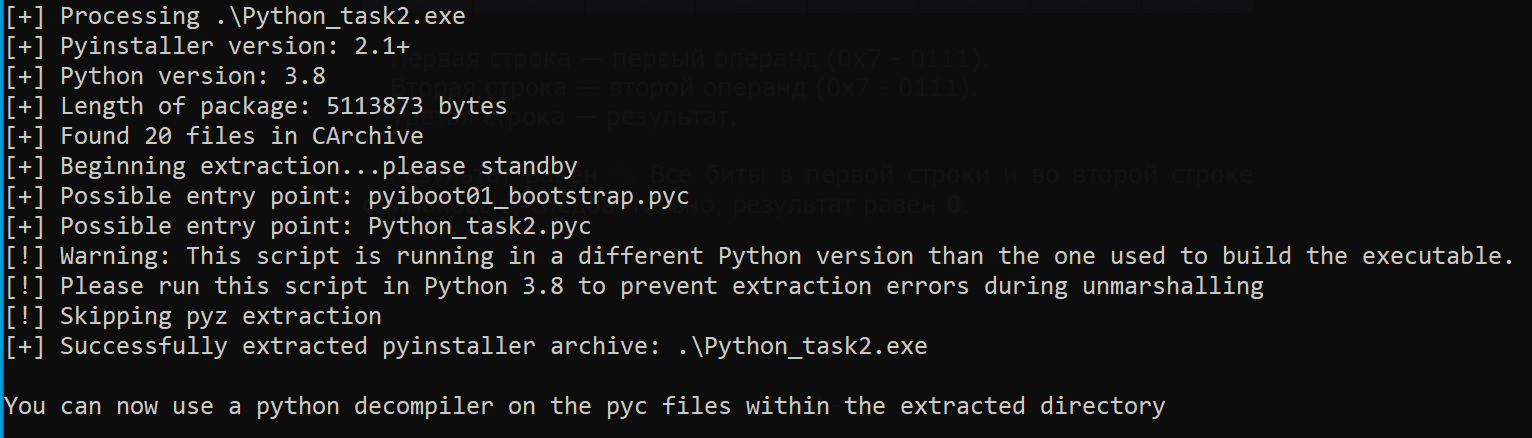 [+] Processing .\Python_task2.exe
[+] Pyinstaller version: 2.1+
[+] Python version: 3.8
[+] Length of package: 5113873 bytes
[+] Found 20 files in CArchive
[+] Beginning extraction...please standby
[+] Possible entry point: pyiboot01_bootstrap.pyc
[+] Possible entry point: Python_task2.pyc
[!] Warning: This script is running in a different Python version than the one used to build the executable.
[!] Please run this script in Python 3.8 to prevent extraction errors during unmarshalling
[!] Skipping pyz extraction
[+] Successfully extracted pyinstaller archive: .\Python_task2.exe
You can now use a python decompiler on the pyc files within the extracted directory